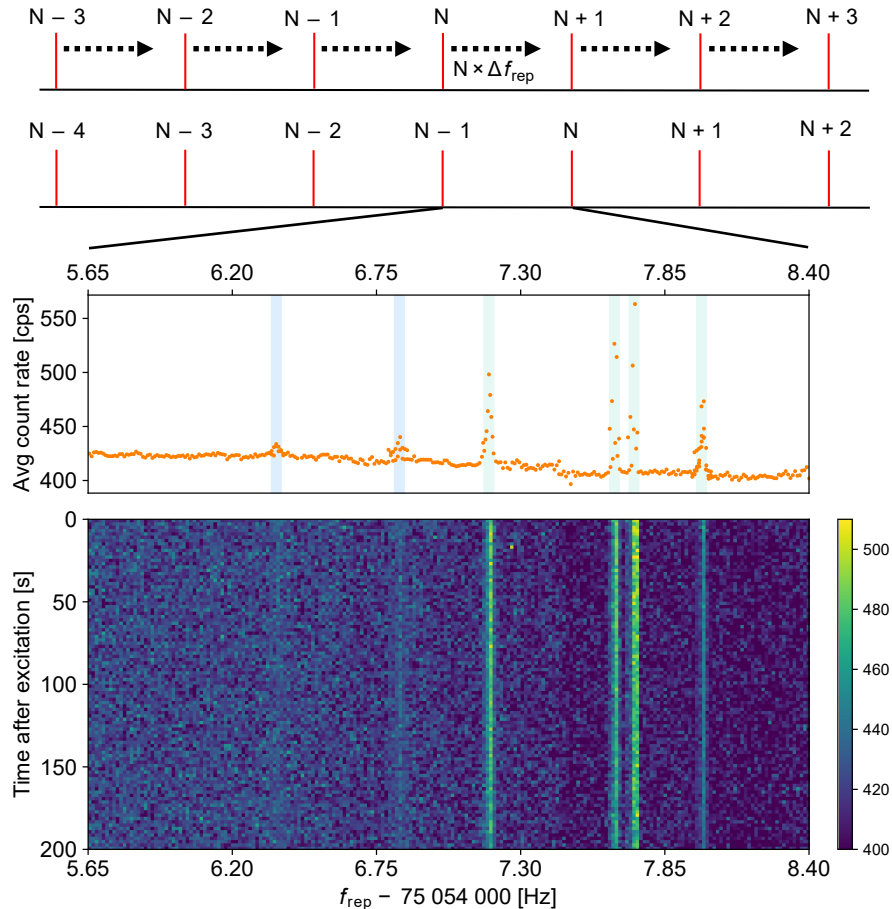 N − 3 N − 2 N − 1 N N + 1 N + 2 N + 3
N × Δf_rep
N − 4 N − 3 N − 2 N − 1 N N + 1 N + 2
5.65 6.20 6.75 7.30 7.85 8.40
Avg count rate [cps]
550
500
450
400
Time after excitation [s]
0
50
100
150
200
500
480
460
440
420
400
5.65 6.20 6.75 7.30 7.85 8.40
f_rep − 75 054 000 [Hz]